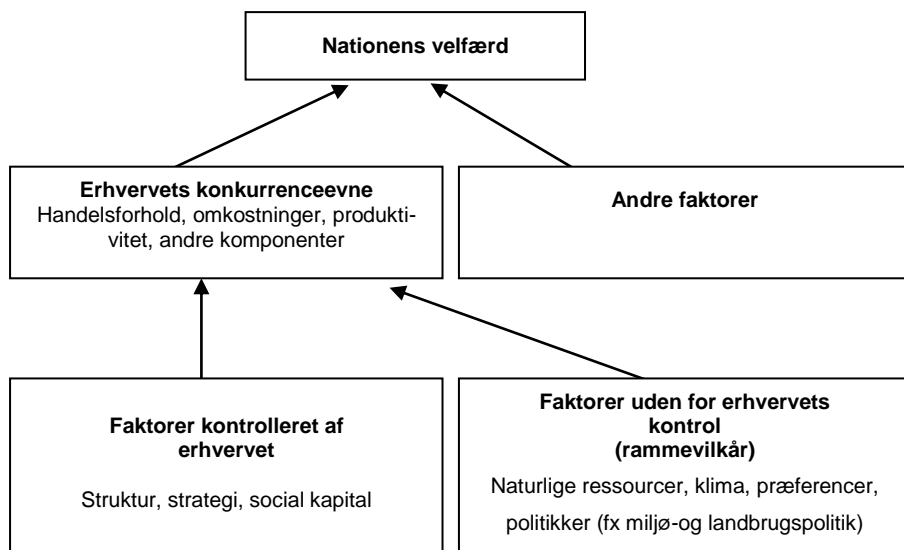 Nationens velfærd
Erhvervets konkurrenceevne
Handelsforhold, omkostninger, produkti-
vitet, andre komponenter
Andre faktorer
Faktorer kontrolleret af
erhvervet
Struktur, strategi, social kapital
Faktorer uden for erhvervets
kontrol
(rammevilkår)
Naturlige ressourcer, klima, præferencer,
politikker (fx miljø-og landbrugspolitik)